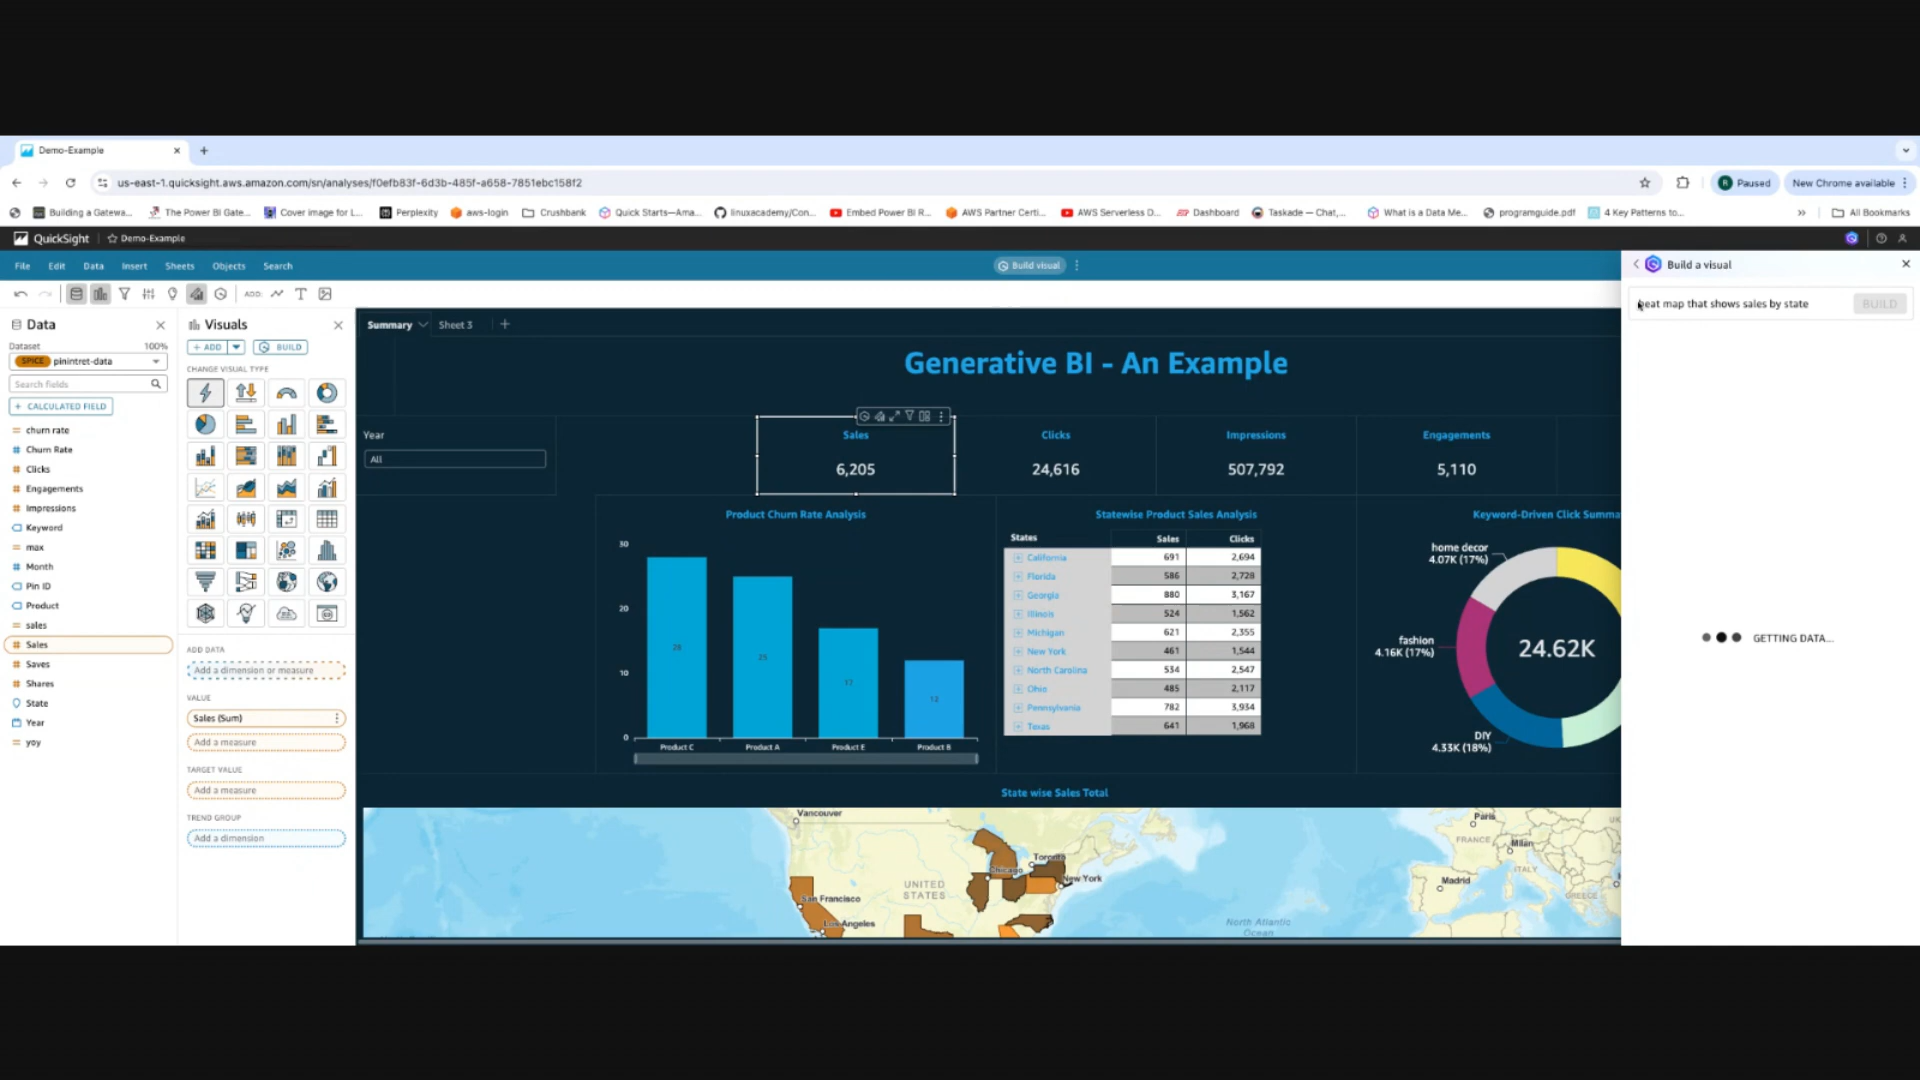 Demo-Example
us-east-1.quicksight.aws.amazon.com/sn/analyses/f0efb83f-6d3b-485f-a658-7851ebc158f2
Paused
New Chrome available
Building a Gatewa...
The Power BI Gate...
Cover image for L...
Perplexity
aws-login
Crushbank
Quick Starts—Ama...
linuxacademy/Con...
Embed Power BI R...
AWS Partner Certi...
AWS Serverless D...
Dashboard
Taskade — Chat,...
What is a Data Me...
programguide.pdf
4 Key Patterns to...
All Bookmarks
QuickSight
Demo-Example
File Edit Data Insert Sheets Objects Search
Build visual
Build a visual
ADD:
heat map that shows sales by state
BUILD
GETTING DATA...
Data
Dataset
100%
SPICE pinintret-data
Search fields
+ CALCULATED FIELD
churn rate
Churn Rate
Clicks
Engagements
Impressions
Keyword
max
Month
Pin ID
Product
sales
Sales
Saves
Shares
State
Year
yoy
Visuals
+ ADD
BUILD
CHANGE VISUAL TYPE
ADD DATA
Add a dimension or measure
VALUE
Sales (Sum)
Add a measure
TARGET VALUE
Add a measure
TREND GROUP
Add a dimension
Summary
Sheet 3
Generative BI - An Example
Year
All
Sales
6,205
Clicks
24,616
Impressions
507,792
Engagements
5,110
Product Churn Rate Analysis
30
20
10
0
28
25
17
12
Product C
Product A
Product E
Product B
Statewise Product Sales Analysis
States Sales Clicks
California 691 2,694
Florida 586 2,728
Georgia 880 3,167
Illinois 524 1,562
Michigan 621 2,355
New York 461 1,544
North Carolina 534 2,547
Ohio 485 2,117
Pennsylvania 782 3,934
Texas 641 1,968
Keyword-Driven Click Summa
home decor
4.07K (17%)
fashion
4.16K (17%)
DIY
4.33K (18%)
24.62K
State wise Sales Total
Vancouver
UNITED
STATES
San Francisco
Los Angeles
Chicago
Toronto
New York
North Atlantic
Ocean
Paris
FRANCE
Milan
ITALY
Madrid
GREECE
UK